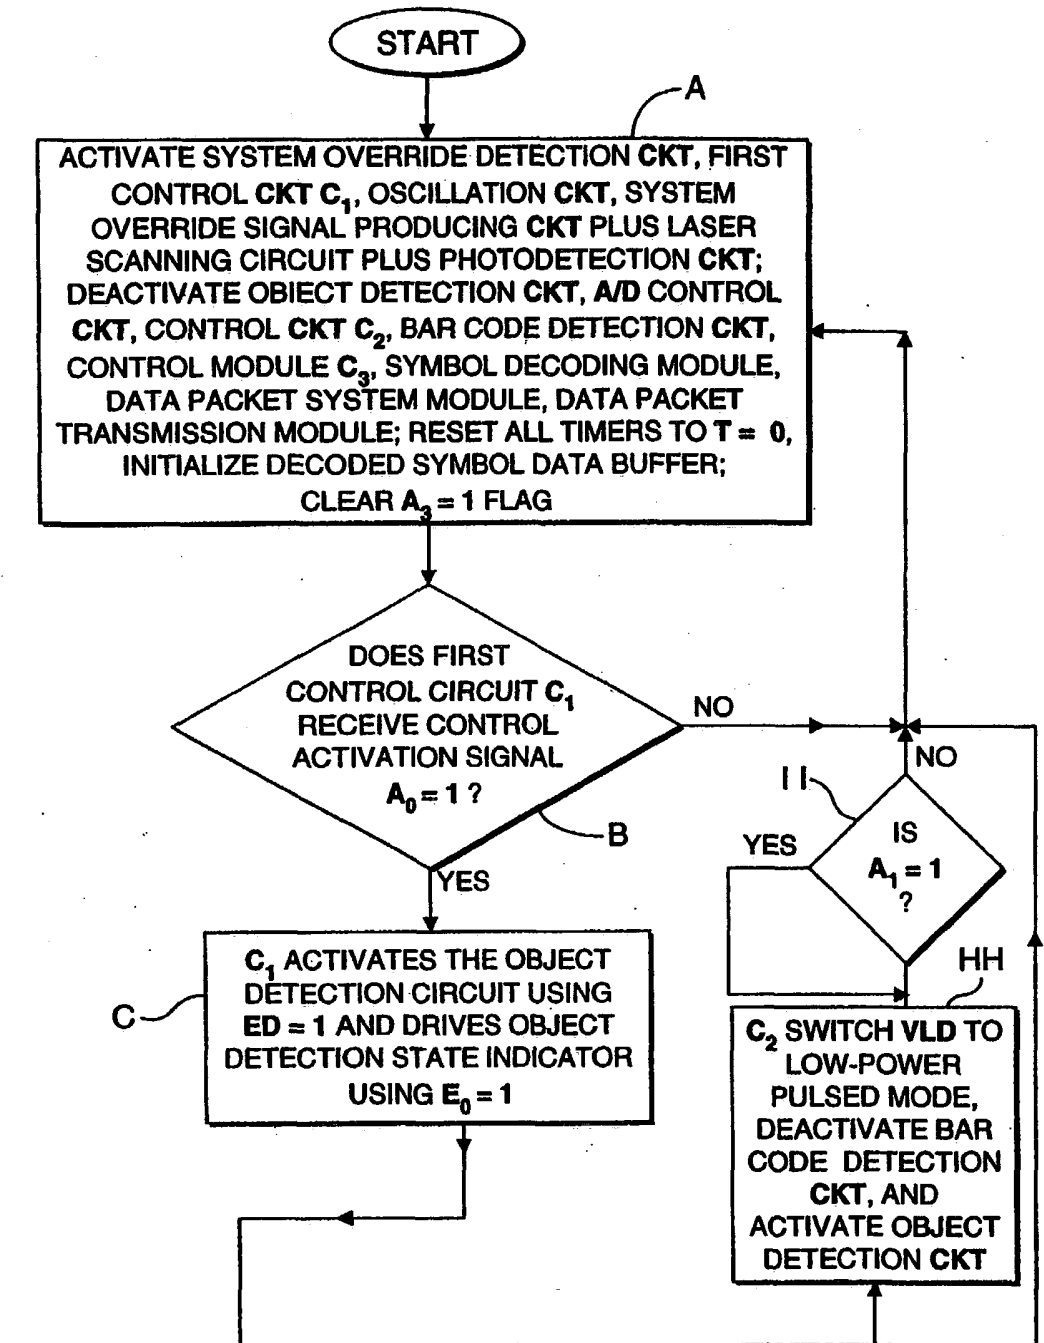 START
A
ACTIVATE SYSTEM OVERRIDE DETECTION CKT, FIRST
CONTROL CKT C₁, OSCILLATION CKT, SYSTEM
OVERRIDE SIGNAL PRODUCING CKT PLUS LASER
SCANNING CIRCUIT PLUS PHOTODETECTION CKT;
DEACTIVATE OBIECT DETECTION CKT, A/D CONTROL
CKT, CONTROL CKT C₂, BAR CODE DETECTION CKT,
CONTROL MODULE C₃, SYMBOL DECODING MODULE,
DATA PACKET SYSTEM MODULE, DATA PACKET
TRANSMISSION MODULE; RESET ALL TIMERS TO T = 0,
INITIALIZE DECODED SYMBOL DATA BUFFER;
CLEAR A₃ = 1 FLAG
DOES FIRST
CONTROL CIRCUIT C₁
RECEIVE CONTROL
ACTIVATION SIGNAL
A₀ = 1 ?
NO
B
YES
NO
II
IS
A₁ = 1
?
YES
C₁ ACTIVATES THE OBJECT
DETECTION CIRCUIT USING
ED = 1 AND DRIVES OBJECT
DETECTION STATE INDICATOR
USING E₀ = 1
C
HH
C₂ SWITCH VLD TO
LOW-POWER
PULSED MODE,
DEACTIVATE BAR
CODE DETECTION
CKT, AND
ACTIVATE OBJECT
DETECTION CKT